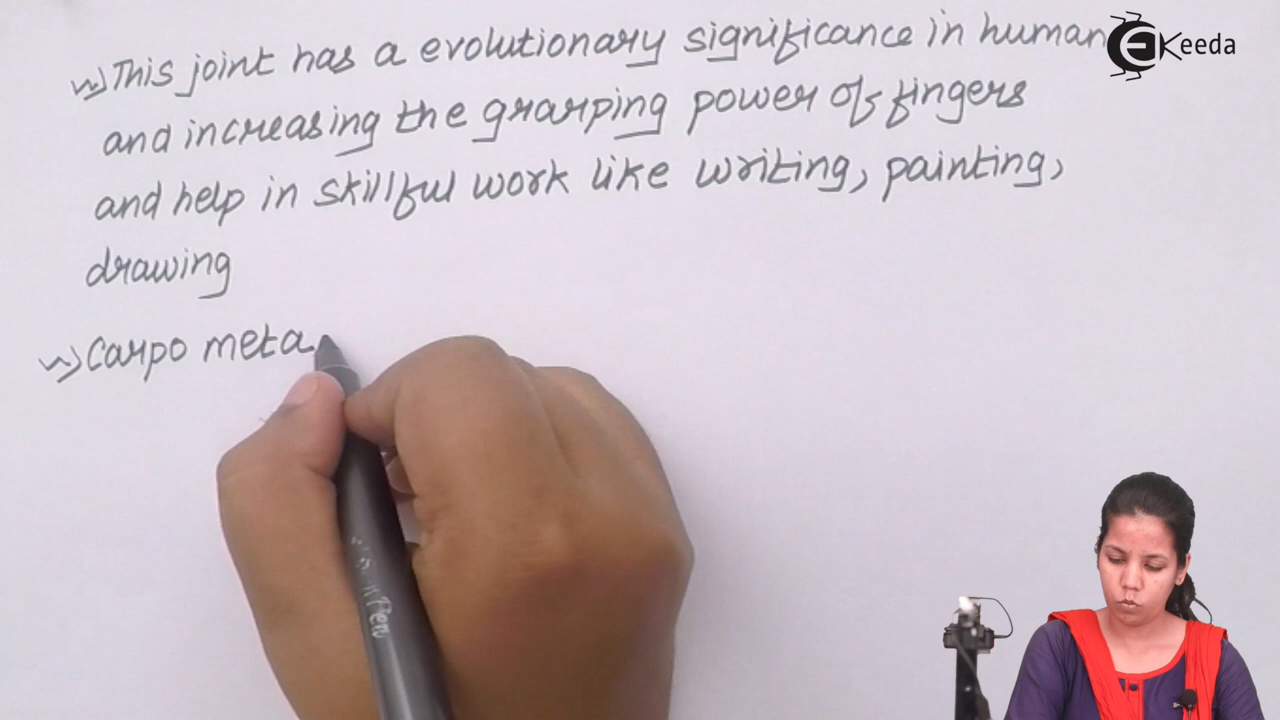 This joint has a evolutionary significance in human
and increasing the grarping power of fingers
and help in skillful work like writing, painting,
drawing
Carpo meta
EKeeda
Pen